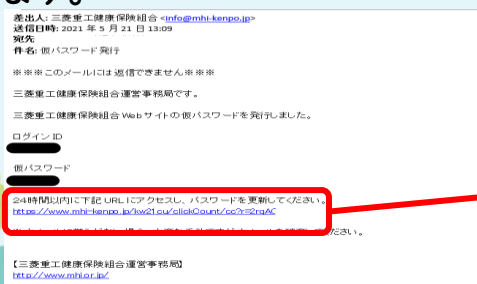 ます。
差出人: 三菱重工健康保険組合 <info@mhi-kenpo.jp>
送信日時: 2021 年 5 月 21 日 13:09
宛先
件名: 仮パスワード発行
※※※このメールには返信できません※※※
三菱重工健康保険組合運営事務局です。
三菱重工健康保険組合 Web サイトの仮パスワードを発行しました。
ログイン ID
仮パスワード
24時間以内に下記 URL にアクセスし、パスワードを更新してください。
https://www.mhi-kenpo.jp/kw21cu/clickCount/cc?r=2rqAC
ださい。
【三菱重工健康保険組合運営事務局】
http://www.mhi.or.jp/